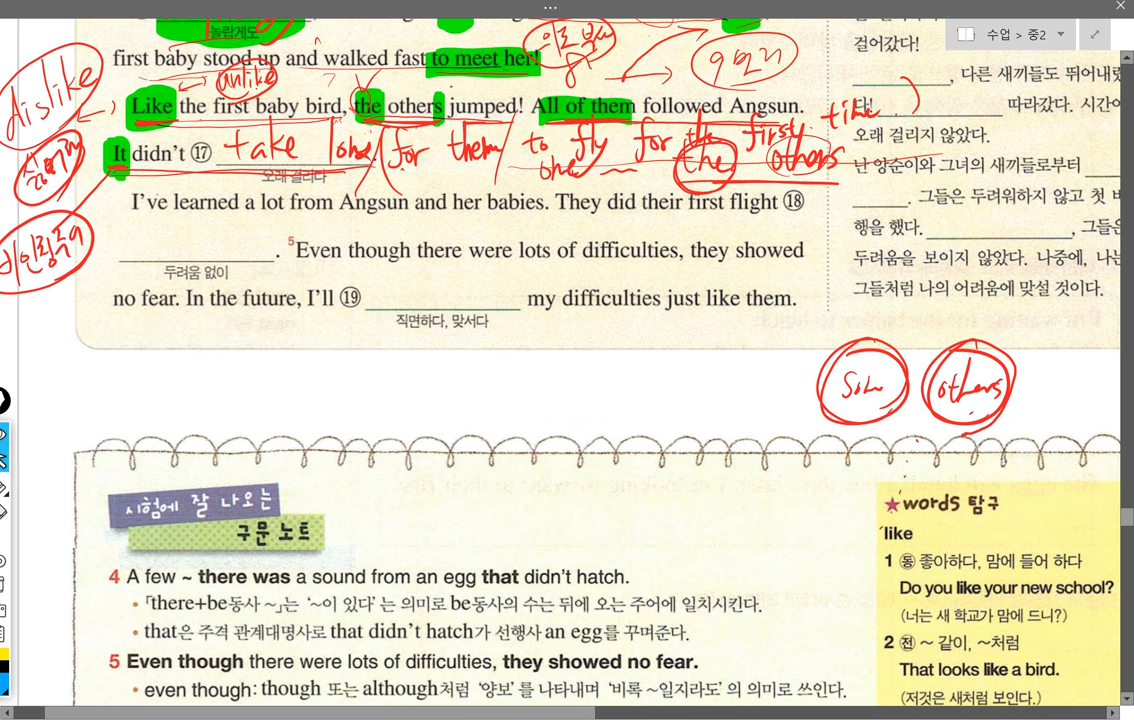 수업 > 중2
놀랍게도
first baby stood up and walked fast to meet her!
걸어갔다!
unlike
dislike
, 다른 새끼들도 뛰어내렸
Like the first baby bird, the others jumped! All of them followed Angsun.
다! 따라갔다. 시간이
take long (for them) to fly for the first time
오래 걸리지 않았다.
It didn't ⑰
one ~ the others
오래 걸리다
난 앙순이와 그녀의 새끼들로부터
I've learned a lot from Angsun and her babies. They did their first flight ⑱
. 그들은 두려워하지 않고 첫 비
행을 했다. , 그들은
비인칭주어
. ⁵Even though there were lots of difficulties, they showed
두려움 없이
두려움을 보이지 않았다. 나중에, 나는
no fear. In the future, I'll ⑲ my difficulties just like them.
그들처럼 나의 어려움에 맞설 것이다.
직면하다, 맞서다
some others
시험에 잘 나오는
구문 노트
★words 탐구
'like
4 A few ~ there was a sound from an egg that didn't hatch.
• 「there+be동사 ~」는 '~이 있다' 는 의미로 be동사의 수는 뒤에 오는 주어에 일치시킨다.
• that은 주격 관계대명사로 that didn't hatch가 선행사 an egg를 꾸며준다.
5 Even though there were lots of difficulties, they showed no fear.
• even though: though 또는 although처럼 '양보' 를 나타내며 '비록 ~일지라도' 의 의미로 쓰인다.
1 동 좋아하다, 맘에 들어 하다
Do you like your new school?
(너는 새 학교가 맘에 드니?)
2 전 ~ 같이, ~처럼
That looks like a bird.
(저것은 새처럼 보인다.)